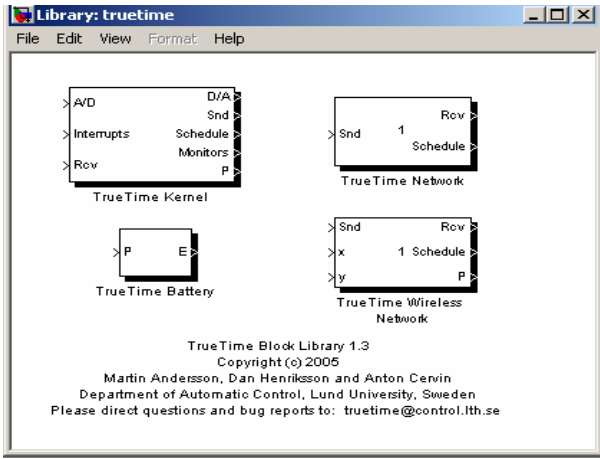 Library: truetime
File Edit View Format Help
A/D
Interrupts
Rcv
D/A
Snd
Schedule
Monitors
P
TrueTime Kernel
Snd
1
Rcv
Schedule
TrueTime Network
P E
TrueTime Battery
Snd
x
y
1
Rcv
Schedule
P
TrueTime Wireless
Network
TrueTime Block Library 1.3
Copyright (c) 2005
Martin Andersson, Dan Henriksson and Anton Cervin
Department of Automatic Control, Lund University, Sweden
Please direct questions and bug reports to: truetime@control.lth.se